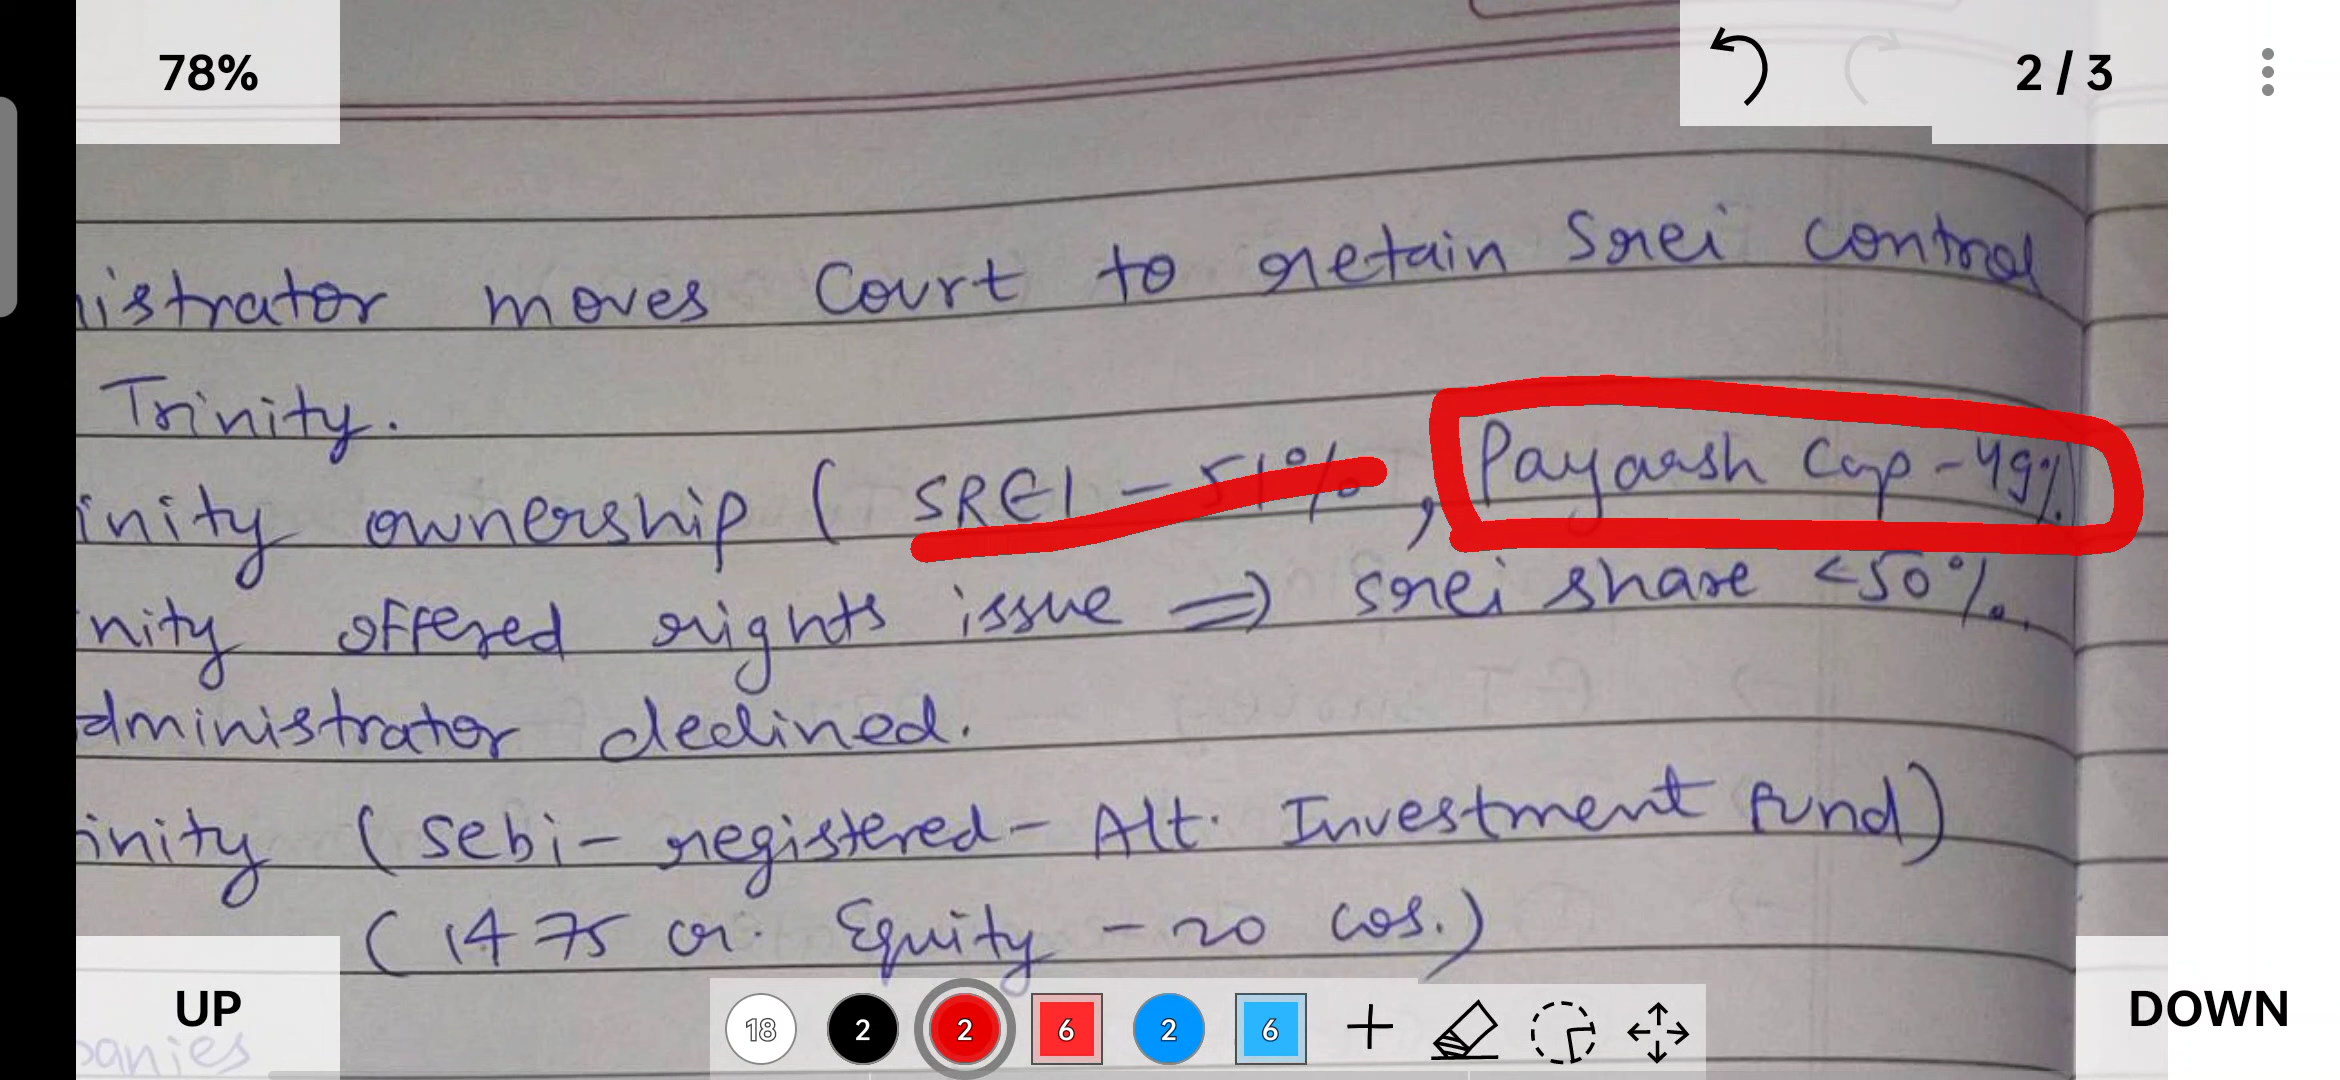 78%
2 / 3
istrator moves Court to retain Srei control
Trinity.
inity ownership ( SREI - 51% , Payaash Cap - 49%
nity offered rights issue => Srei share <50%.
dministrator declined.
inity ( Sebi - registered - Alt. Investment Fund)
( 1475 cr. Equity - 20 cos.)
UP
18 2 2 6 2 6
DOWN
panies